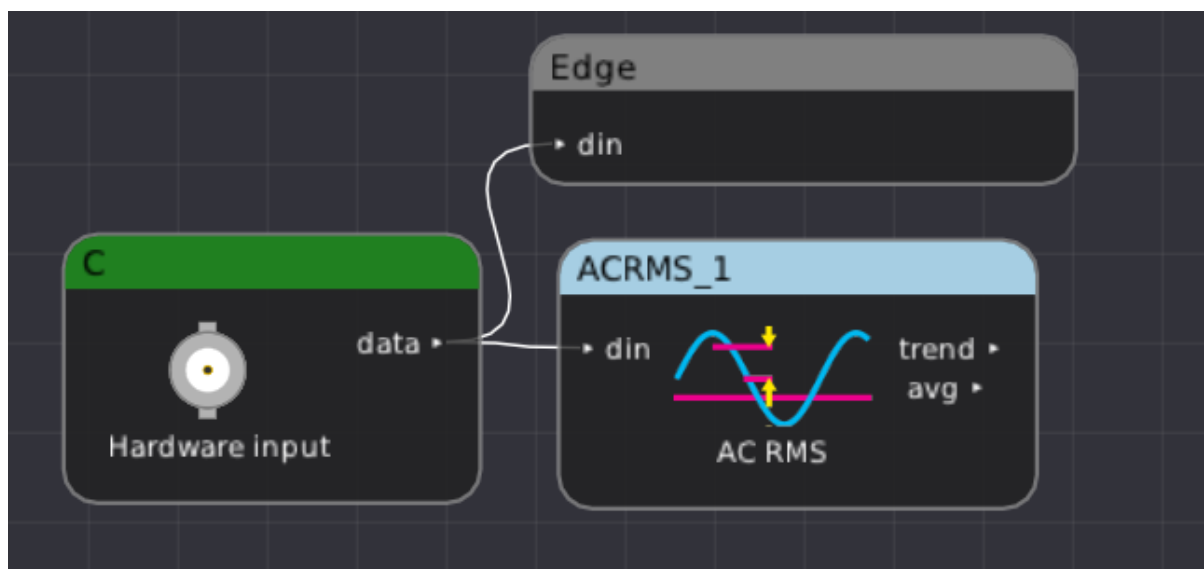 Edge
din
C
data
Hardware input
ACRMS_1
din
trend
avg
AC RMS